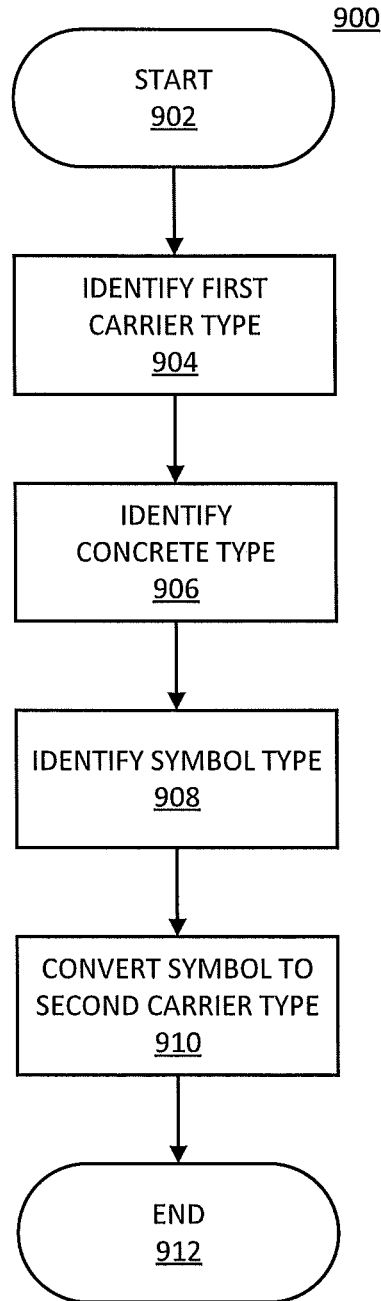 900
START
902
IDENTIFY FIRST
CARRIER TYPE
904
IDENTIFY
CONCRETE TYPE
906
IDENTIFY SYMBOL TYPE
908
CONVERT SYMBOL TO
SECOND CARRIER TYPE
910
END
912